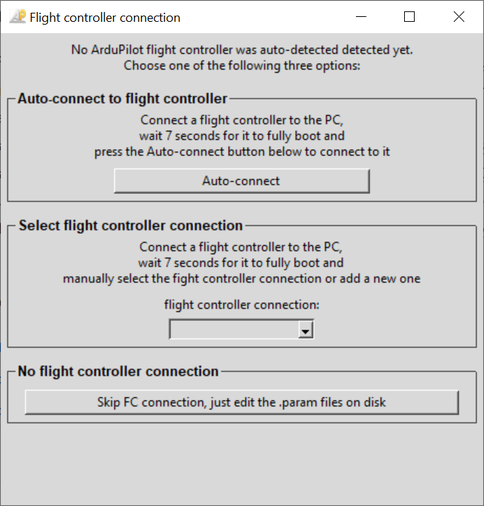 Flight controller connection
No ArduPilot flight controller was auto-detected detected yet.
Choose one of the following three options:
Auto-connect to flight controller
Connect a flight controller to the PC,
wait 7 seconds for it to fully boot and
press the Auto-connect button below to connect to it
Auto-connect
Select flight controller connection
Connect a flight controller to the PC,
wait 7 seconds for it to fully boot and
manually select the fight controller connection or add a new one
flight controller connection:
No flight controller connection
Skip FC connection, just edit the .param files on disk